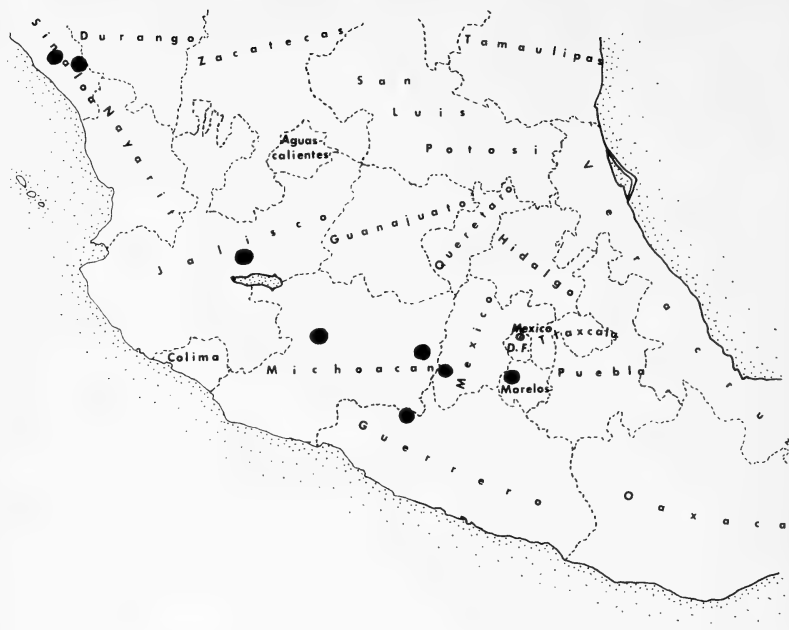 Sinaloa
Durango
Zacatecas
Tamaulipas
San
Luis
Potosi
Nayarit
Aguas-
calientes
Jalisco
Guanajuato
Queretaro
Hidalgo
Veracru
Colima
Michoacan
Mexico
Mexico
D.F.
Tlaxcala
Morelos
Puebla
Guerrero
Oaxaca